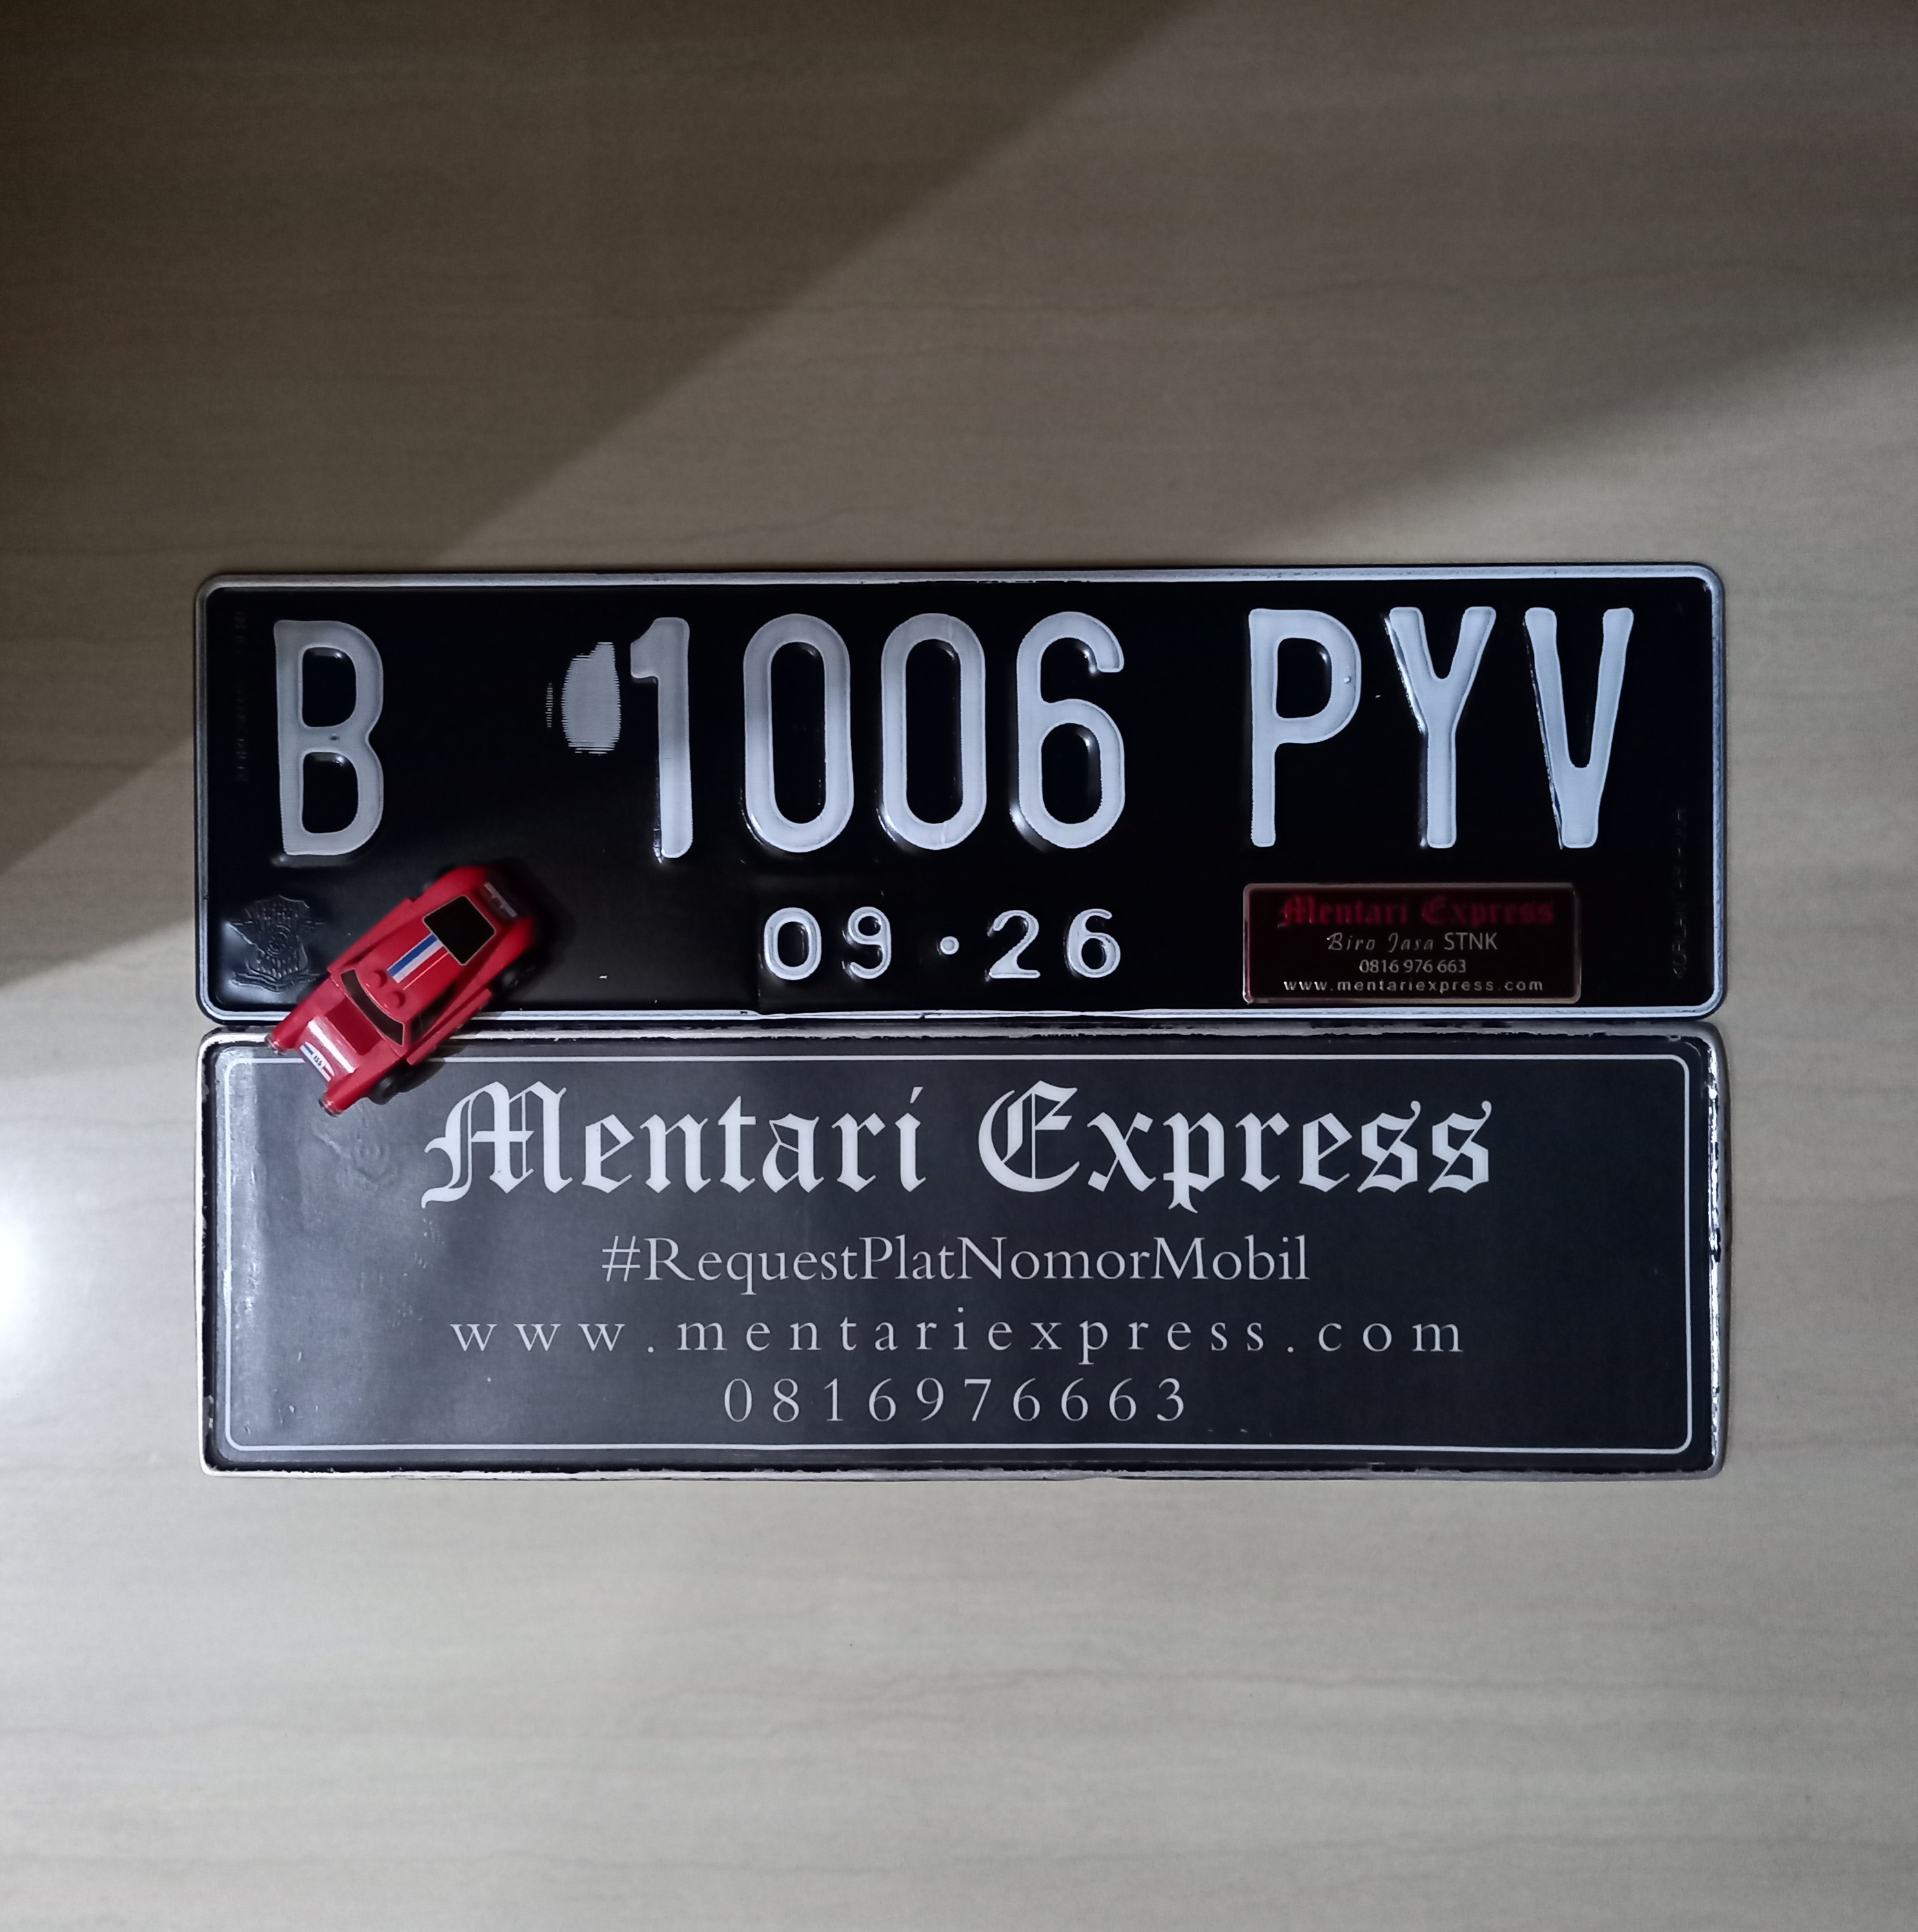 B 1006 PYV
09·26
Mentari Express
Biro Jasa STNK
0816 976 663
www.mentariexpress.com
Mentari Express
#RequestPlatNomorMobil
www.mentariexpress.com
0816976663